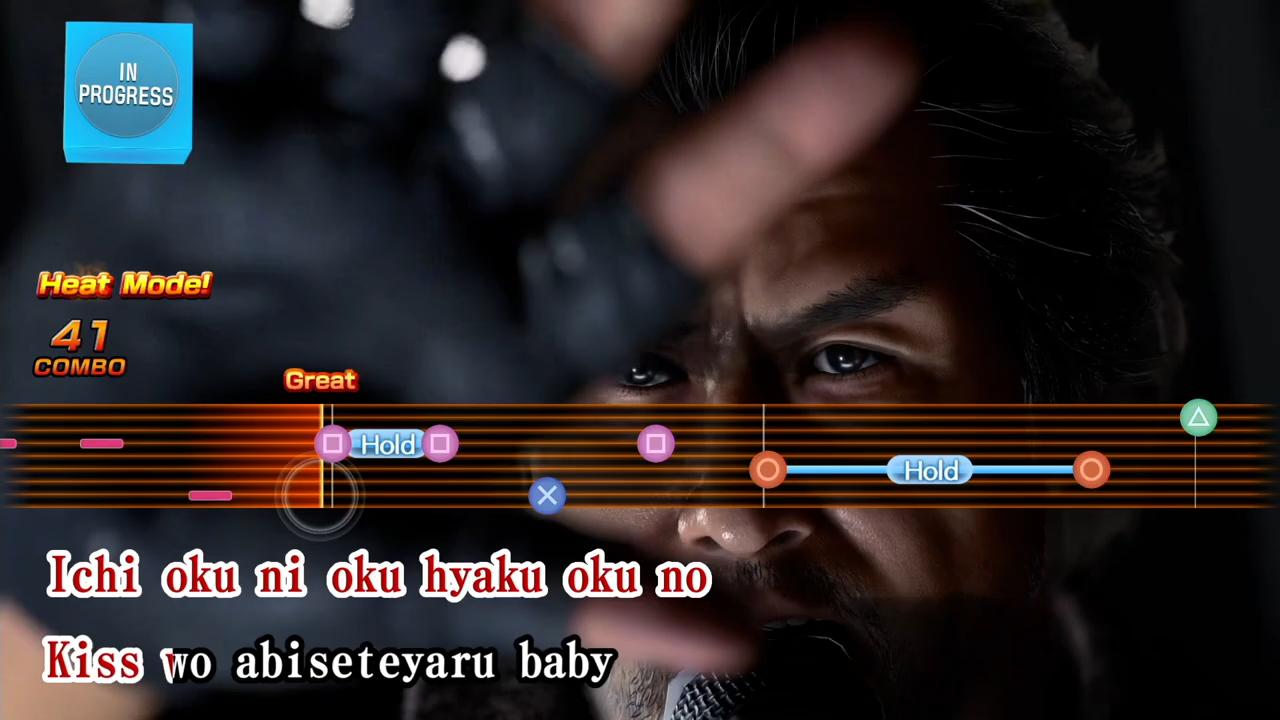 IN
PROGRESS
Heat Mode!
41
COMBO
Great
Hold
Hold
Ichi oku ni oku hyaku oku no
Kiss wo abiseteyaru baby